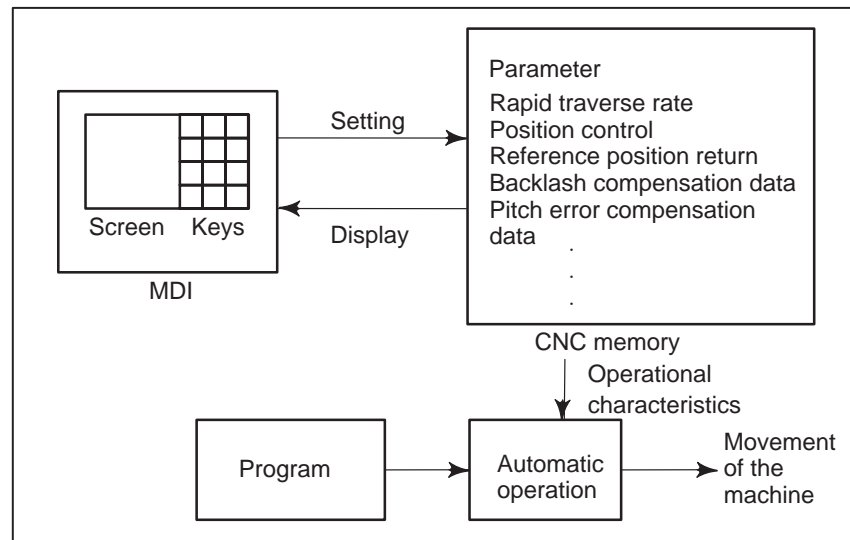 Parameter
Rapid traverse rate
Position control
Reference position return
Backlash compensation data
Pitch error compensation
data
.
.
.
Setting
Display
Screen Keys
MDI
CNC memory
Operational
characteristics
Program
Automatic
operation
Movement
of the
machine